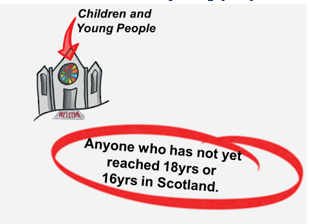 Children and
Young People
WELCOME
Anyone who has not yet
reached 18yrs or
16yrs in Scotland.